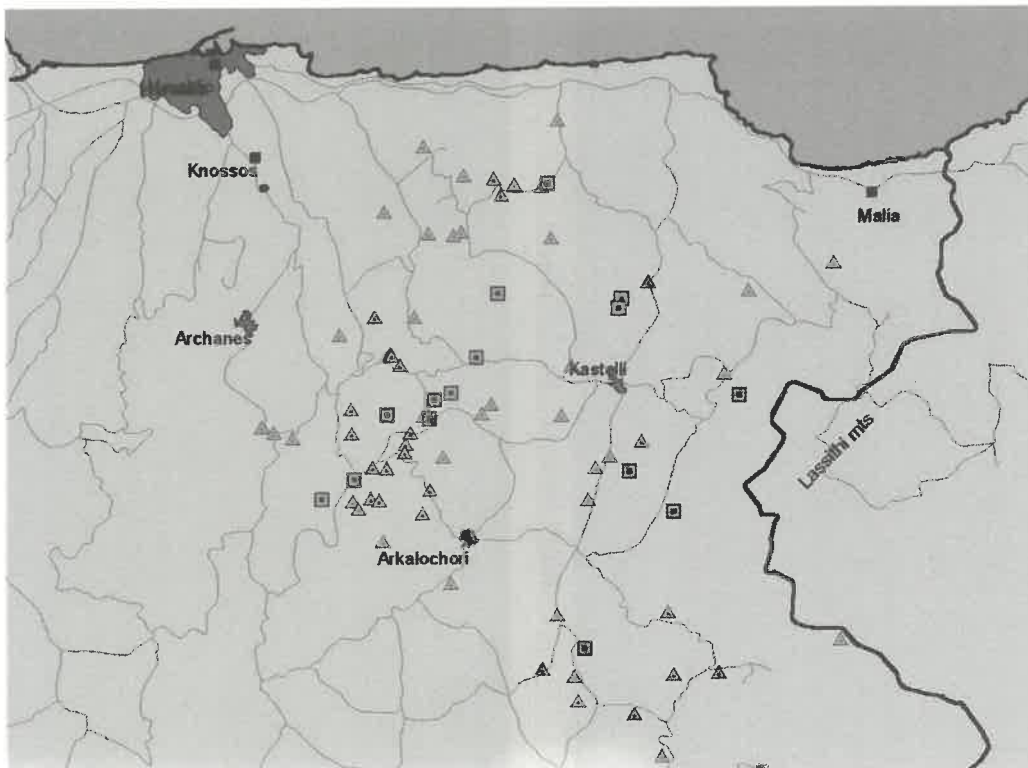 Knossos
Malia
Archanes
Kastelli
Lassithi mts
Arkalochori